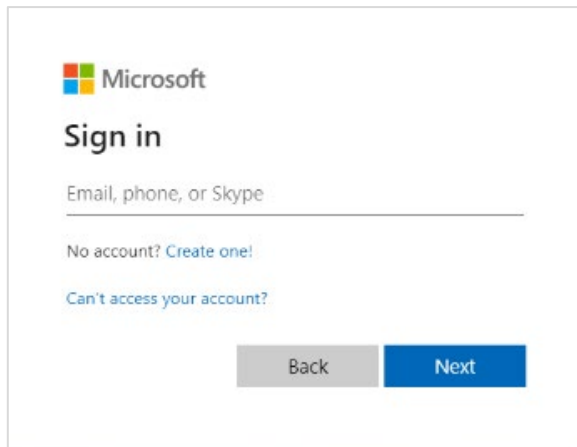 Microsoft
Sign in
Email, phone, or Skype
No account? Create one!
Can't access your account?
Back Next